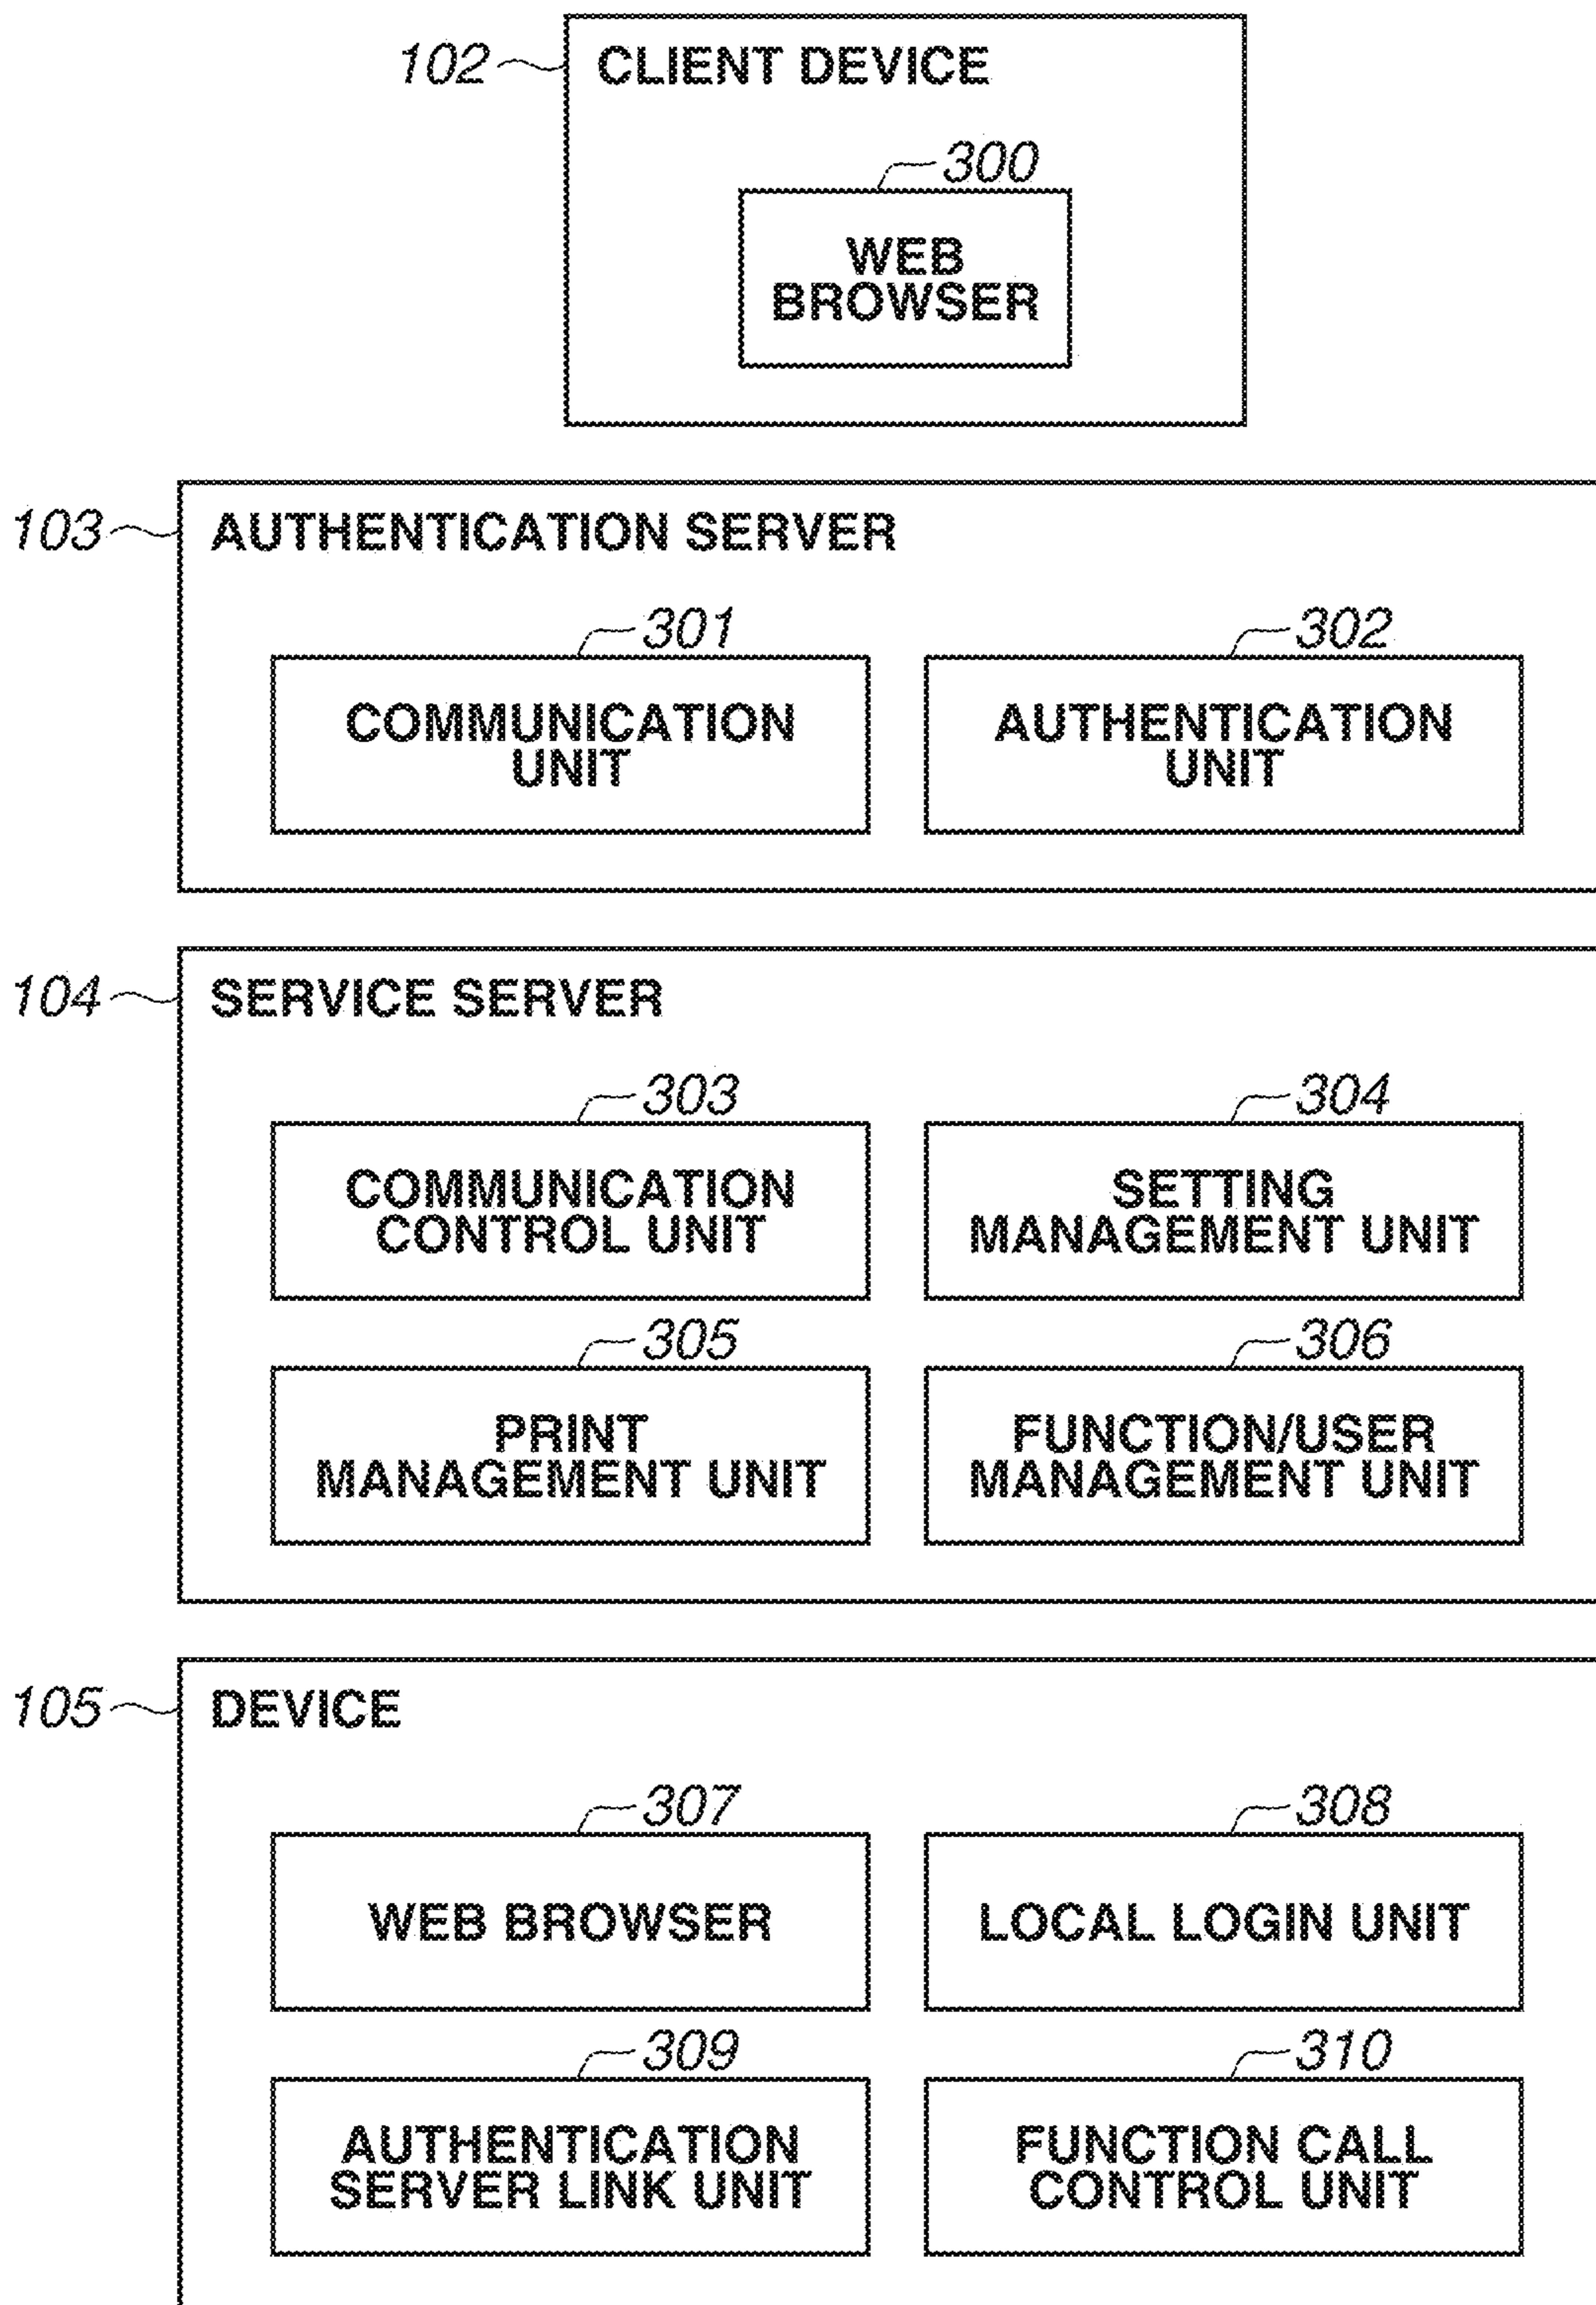 102
CLIENT DEVICE
300
WEB
BROWSER
103
AUTHENTICATION SERVER
301
302
COMMUNICATION
UNIT
AUTHENTICATION
UNIT
104
SERVICE SERVER
303
304
COMMUNICATION
CONTROL UNIT
SETTING
MANAGEMENT UNIT
305
306
PRINT
MANAGEMENT UNIT
FUNCTION/USER
MANAGEMENT UNIT
105
DEVICE
307
308
WEB BROWSER
LOCAL LOGIN UNIT
309
310
AUTHENTICATION
SERVER LINK UNIT
FUNCTION CALL
CONTROL UNIT